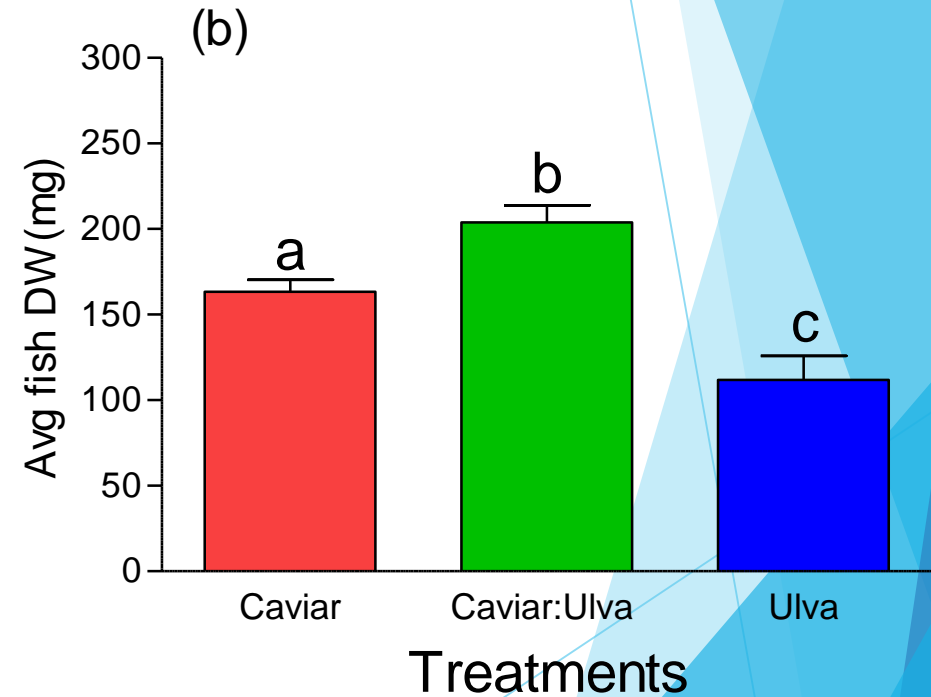 (b)
300
250
200
150
100
50
0
Avg fish DW (mg)
a
b
c
Caviar
Caviar:Ulva
Ulva
Treatments